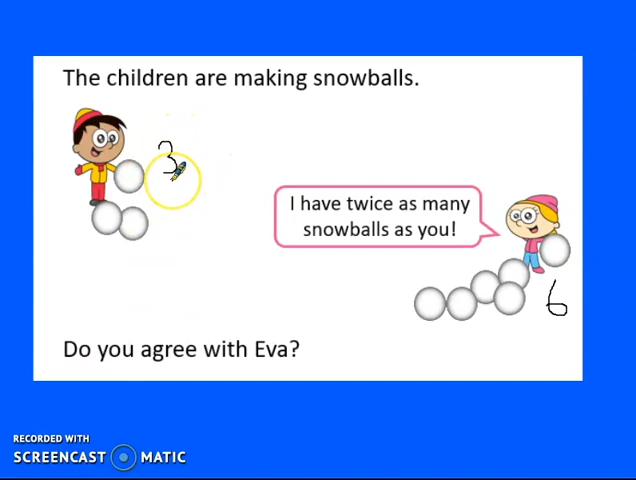 The children are making snowballs.
3
I have twice as many
snowballs as you!
6
Do you agree with Eva?
RECORDED WITH
SCREENCAST MATIC